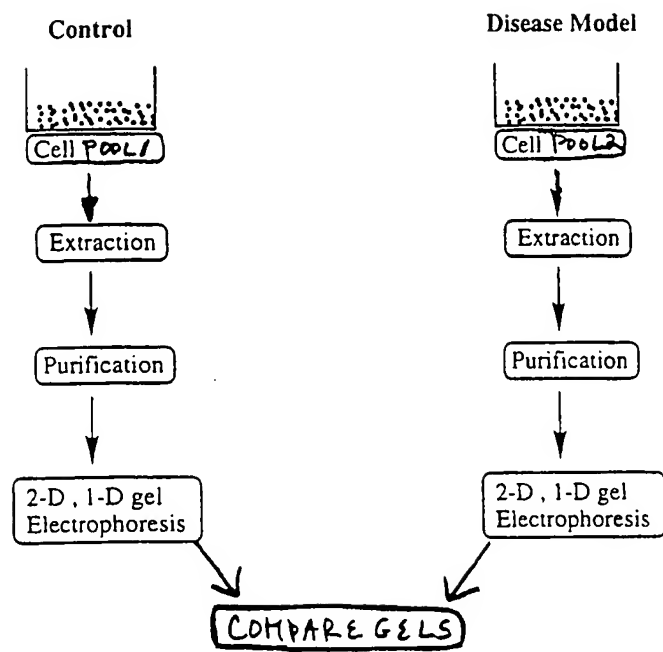 Control
Cell POOL1
Extraction
Purification
2-D , 1-D gel
Electrophoresis
Disease Model
Cell POOL2
Extraction
Purification
2-D , 1-D gel
Electrophoresis
COMPARE GELS